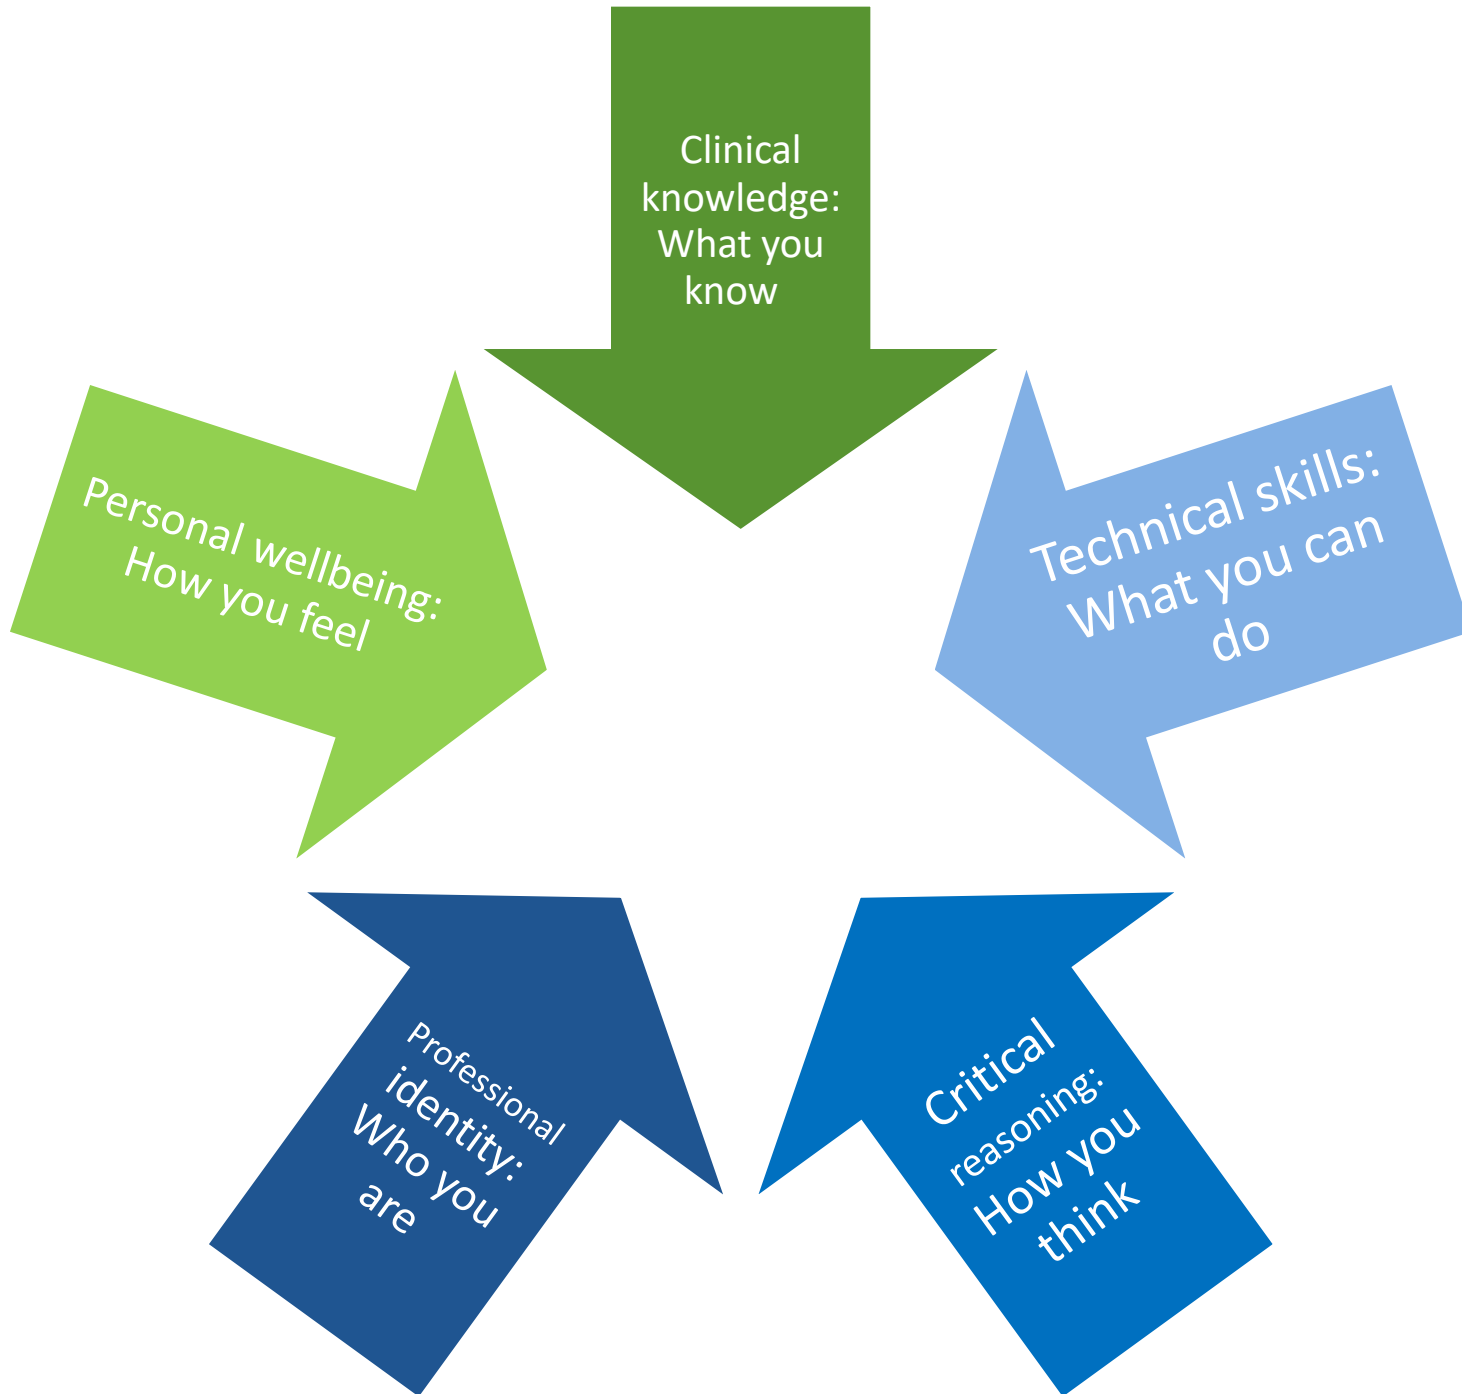 Clinical
knowledge:
What you
know
Technical skills:
What you can
do
Critical
reasoning:
How you
think
Professional
identity:
Who you
are
Personal wellbeing:
How you feel